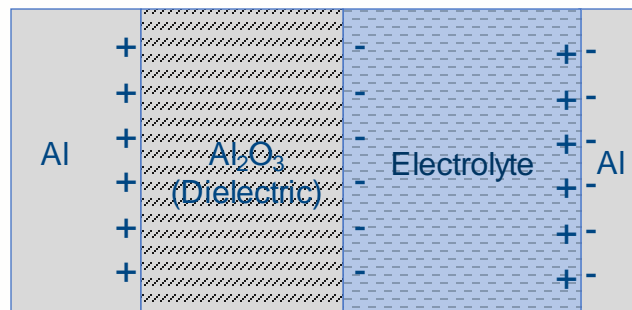 Al
Al₂O₃
(Dielectric)
Electrolyte
Al
+ + + + + +
- - - - - -
+ + + + + +
- - - - - -